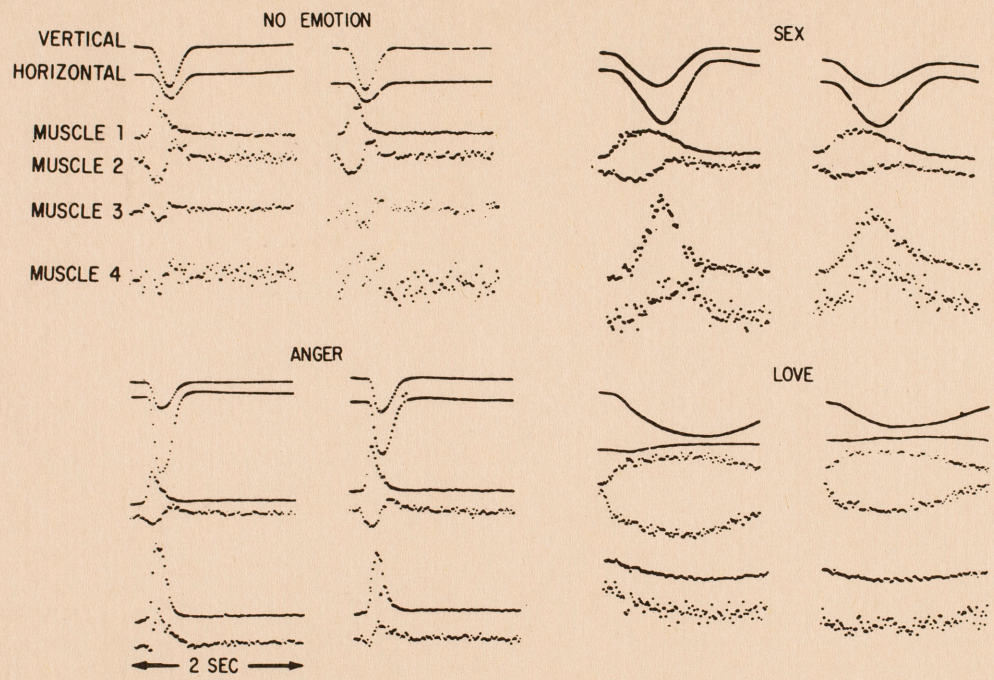 NO EMOTION
VERTICAL
HORIZONTAL
MUSCLE 1
MUSCLE 2
MUSCLE 3
MUSCLE 4
SEX
ANGER
2 SEC
LOVE